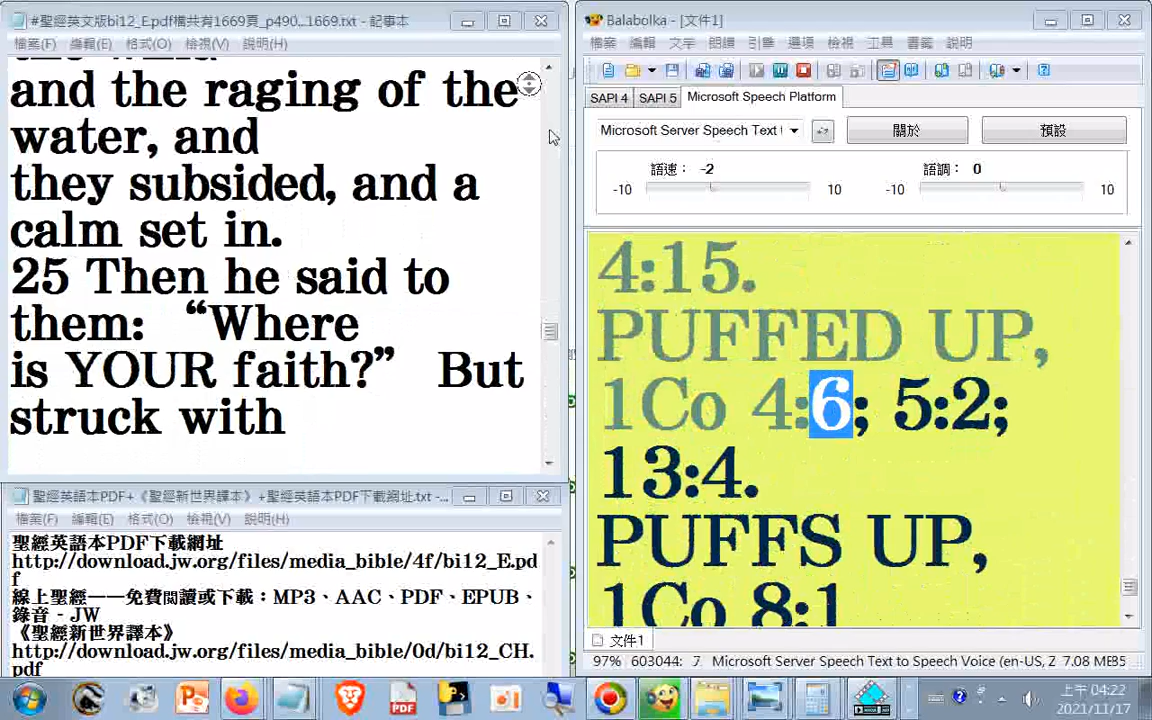 #聖經英文版bi12_Epdf檔共有1669頁_p490,..1669.txt - 記事本
檔案(F) 編輯(E) 格式(O) 檢視(V) 說明(H)
and the raging of the
water, and
they subsided, and a
calm set in.
25 Then he said to
them: “Where
is YOUR faith?” But
struck with
聖經英語本PDF+《聖經新世界譯本》+聖經英語本PDF下載網址.txt -...
檔案(F) 編輯(E) 格式(O) 檢視(V) 說明(H)
聖經英語本PDF下載網址
http://download.jw.org/files/media_bible/4f/bi12_E.pd
f
線上聖經——免費閱讀或下載：MP3、AAC、PDF、EPUB、
錄音 - JW
《聖經新世界譯本》
http://download.jw.org/files/media_bible/0d/bi12_CH.
pdf
Balabolka - [文件1]
檔案 編輯 文字 朗讀 引擎 選項 檢視 工具 書籤 說明
SAPI 4 SAPI 5 Microsoft Speech Platform
Microsoft Server Speech Text 關於 預設
語速： -2 語調： 0
-10 10 -10 10
4:15.
PUFFED UP,
1Co 4:6; 5:2;
13:4.
PUFFS UP,
1Co 8:1
文件1
97% 603044: 7 Microsoft Server Speech Text to Speech Voice (en-US, Z 7.08 MB
PDF
上午 04:22
2021/11/17